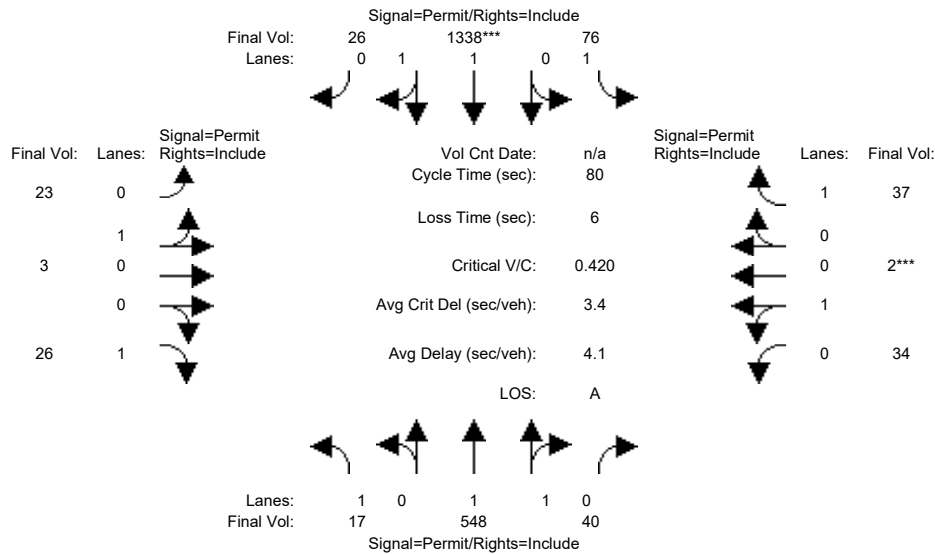 Signal=Permit/Rights=Include
Final Vol: 26 1338*** 76
Lanes: 0 1 1 0 1
Signal=Permit Signal=Permit
Final Vol: Lanes: Rights=Include Vol Cnt Date: n/a Rights=Include Lanes: Final Vol:
Cycle Time (sec): 80
23 0 1 37
Loss Time (sec): 6
1 0
3 0 Critical V/C: 0.420 0 2***
0 Avg Crit Del (sec/veh): 3.4 1
26 1 Avg Delay (sec/veh): 4.1 0 34
LOS: A
Lanes: 1 0 1 1 0
Final Vol: 17 548 40
Signal=Permit/Rights=Include